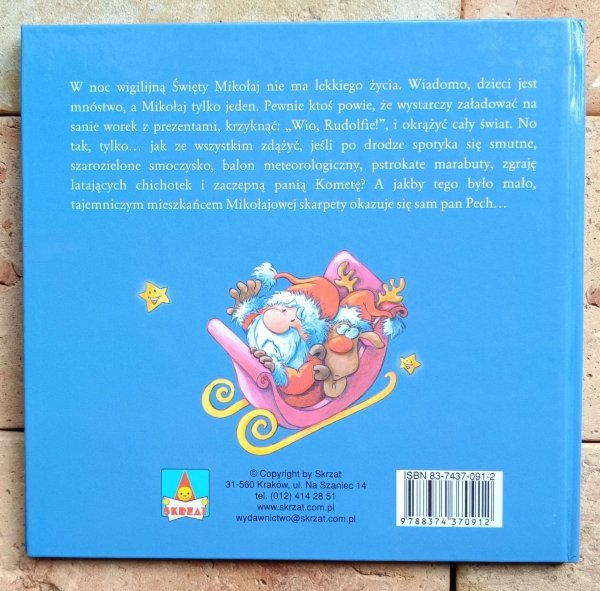 W noc wigilijną Święty Mikołaj nie ma lekkiego życia. Wiadomo, dzieci jest
mnóstwo, a Mikołaj tylko jeden. Pewnie ktoś powie, że wystarczy załadować na
sanie worek z prezentami, krzyknąć: „Wio, Rudolfie!”, i okrążyć cały świat. No
tak, tylko… jak ze wszystkim zdążyć, jeśli po drodze spotyka się smutne,
szarozielone smoczysko, balon meteorologiczny, pstrokate marabuty, zgraję
latających chichotek i zaczepną panią Kometę? A jakby tego było mało,
tajemniczym mieszkańcem Mikołajowej skarpety okazuje się sam pan Pech…
SKRZAT
© Copyright by Skrzat
31-560 Kraków, ul. Na Szaniec 14
tel. (012) 414 28 51
www.skrzat.com.pl
wydawnictwo@skrzat.com.pl
ISBN 83-7437-091-2
9 788374 370912